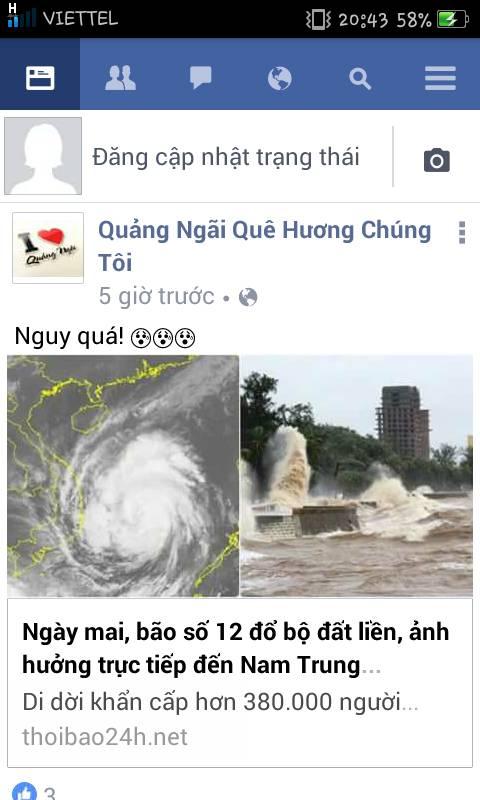 H
VIETTEL
20:43 58%
Đăng cập nhật trạng thái
I
Quảng Ngãi
Quảng Ngãi Quê Hương Chúng
Tôi
5 giờ trước •
Nguy quá!
Ngày mai, bão số 12 đổ bộ đất liền, ảnh
hưởng trực tiếp đến Nam Trung...
Di dời khẩn cấp hơn 380.000 người...
thoibao24h.net
3